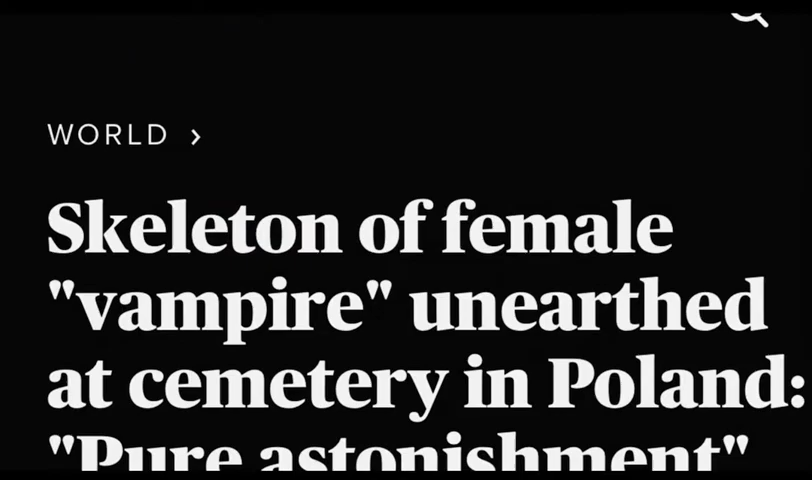 WORLD >
Skeleton of female
"vampire" unearthed
at cemetery in Poland:
"Pure astonishment"